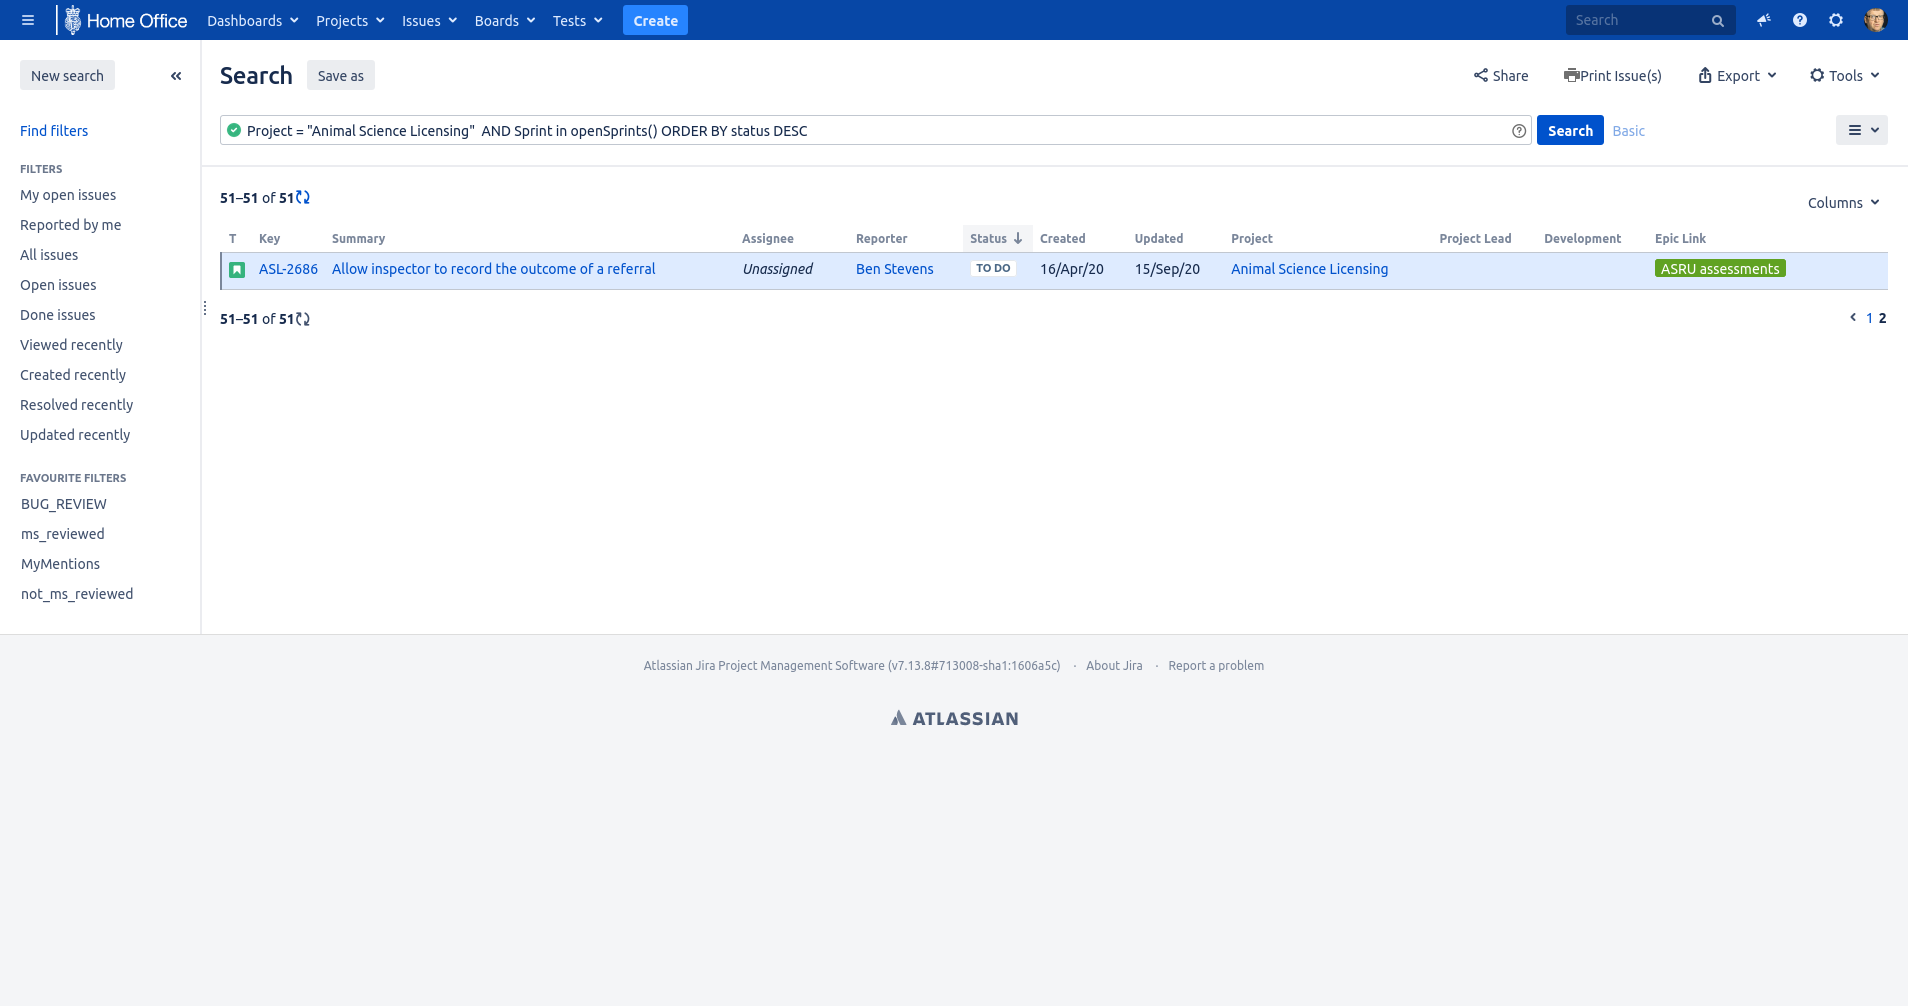 Home Office Dashboards Projects Issues Boards Tests Create Search
New search
Search Save as Share Print Issue(s) Export Tools
Find filters
Project = "Animal Science Licensing"  AND Sprint in openSprints() ORDER BY status DESC Search Basic
FILTERS
My open issues
Reported by me
All issues
Open issues
Done issues
Viewed recently
Created recently
Resolved recently
Updated recently
FAVOURITE FILTERS
BUG_REVIEW
ms_reviewed
MyMentions
not_ms_reviewed
51–51 of 51
Columns
T Key Summary Assignee Reporter Status Created Updated Project Project Lead Development Epic Link
ASL-2686 Allow inspector to record the outcome of a referral Unassigned Ben Stevens TO DO 16/Apr/20 15/Sep/20 Animal Science Licensing ASRU assessments
51–51 of 51 1 2
Atlassian Jira Project Management Software (v7.13.8#713008-sha1:1606a5c) · About Jira · Report a problem
ATLASSIAN